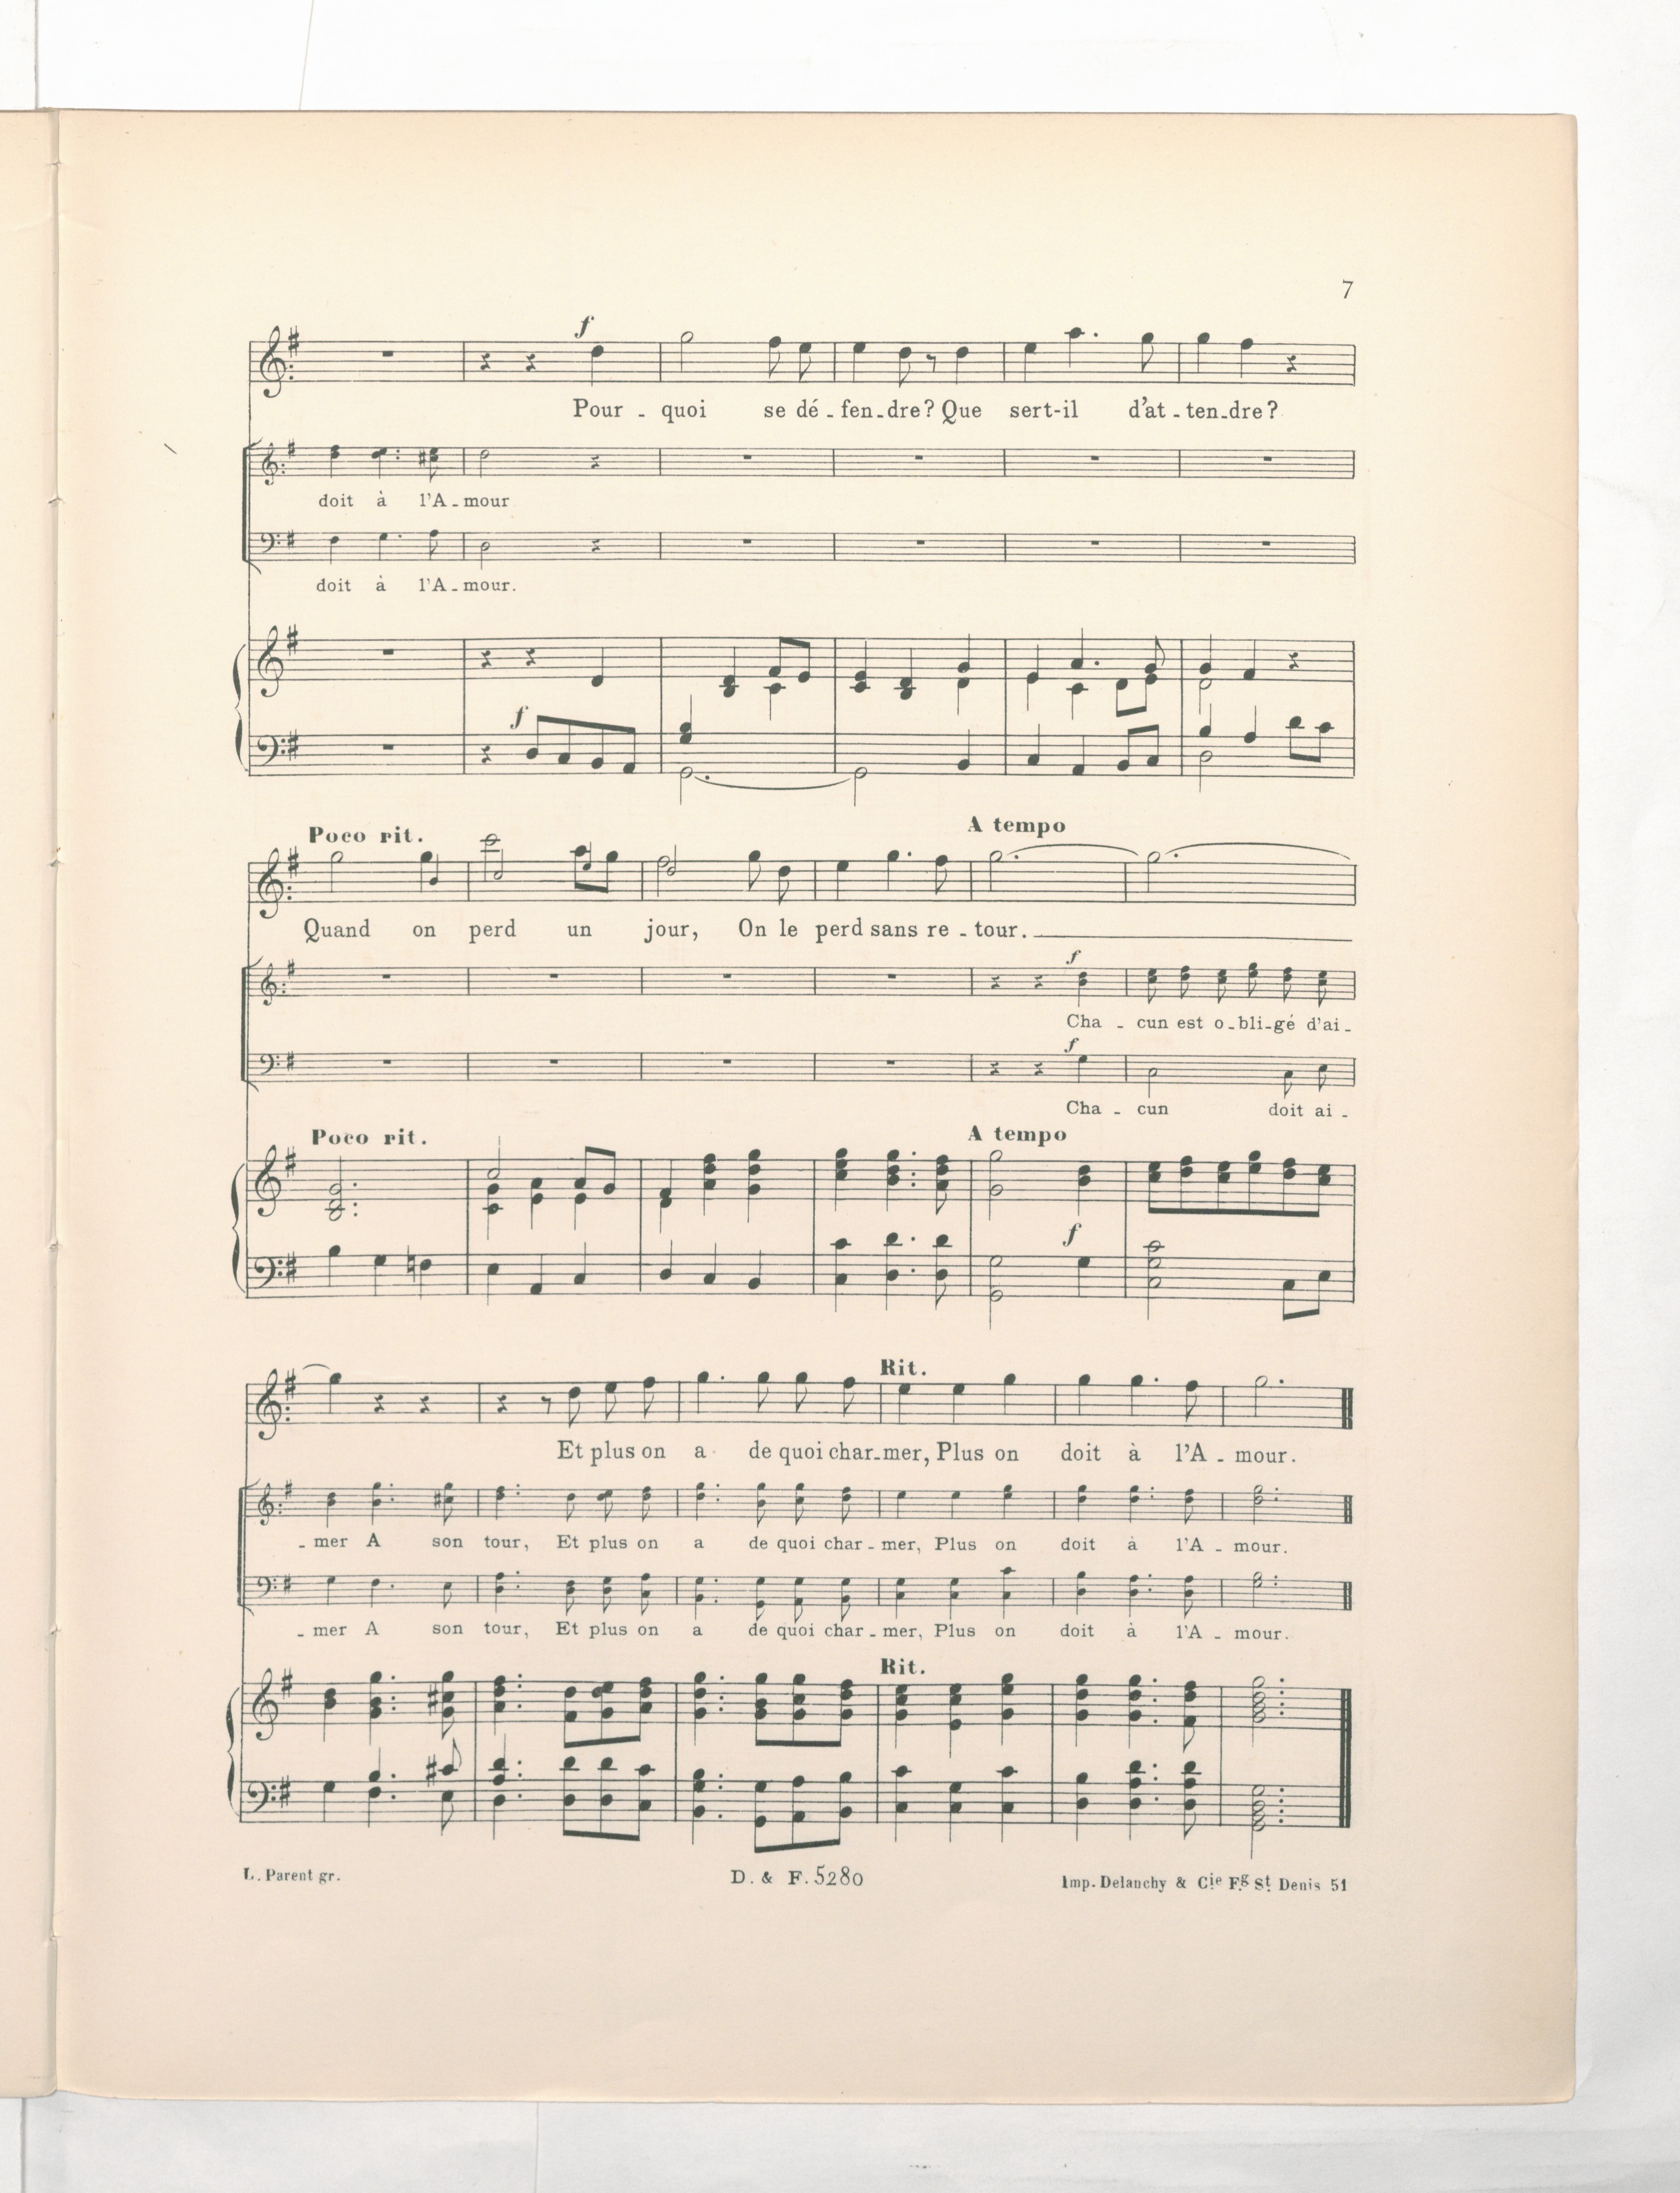 7
f
Pour - quoi se dé - fen - dre? Que sert-il d'at - ten - dre?
doit à l'A - mour
doit à l'A - mour.
f
Poco rit. A tempo
Quand on perd un jour, On le perd sans re - tour.
f
Cha - cun est o - bli - gé d'ai -
f
Cha - cun doit ai -
Poco rit. A tempo
f
Rit.
Et plus on a de quoi char - mer, Plus on doit à l'A - mour.
- mer A son tour, Et plus on a de quoi char - mer, Plus on doit à l'A - mour.
- mer A son tour, Et plus on a de quoi char - mer, Plus on doit à l'A - mour.
Rit.
L. Parent gr. D. & F. 5280 Imp. Delanchy & Cie Fg St. Denis 51